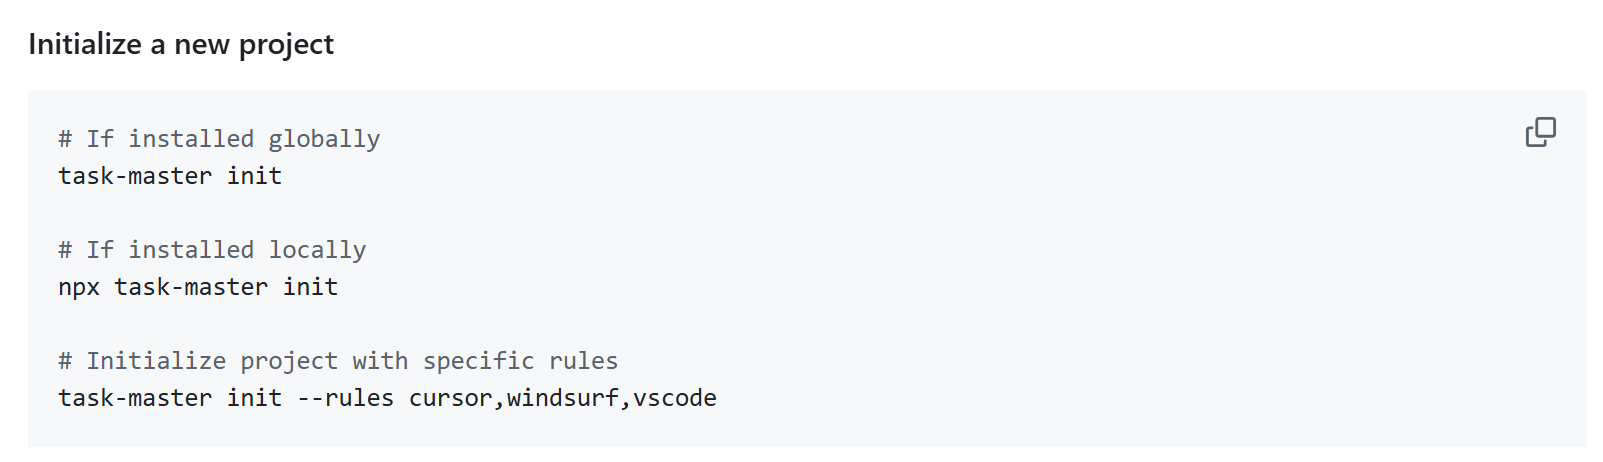 Initialize a new project
# If installed globally
task-master init
# If installed locally
npx task-master init
# Initialize project with specific rules
task-master init --rules cursor,windsurf,vscode